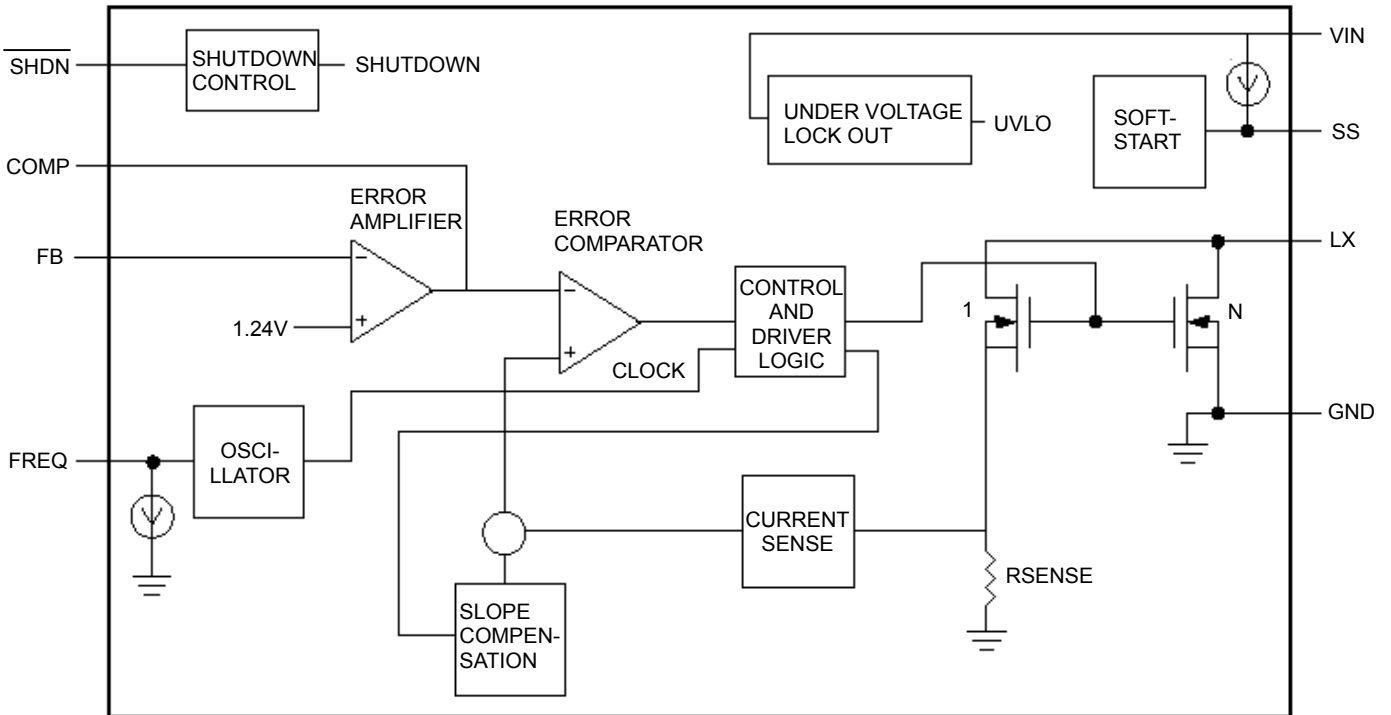 SHDN
SHUTDOWN
CONTROL
SHUTDOWN
VIN
UNDER VOLTAGE
LOCK OUT
UVLO
SOFT-
START
SS
COMP
ERROR
AMPLIFIER
ERROR
COMPARATOR
FB
−
+
1.24V
−
+
CONTROL
AND
DRIVER
LOGIC
CLOCK
1
N
LX
GND
FREQ
OSCI-
LLATOR
CURRENT
SENSE
RSENSE
SLOPE
COMPEN-
SATION